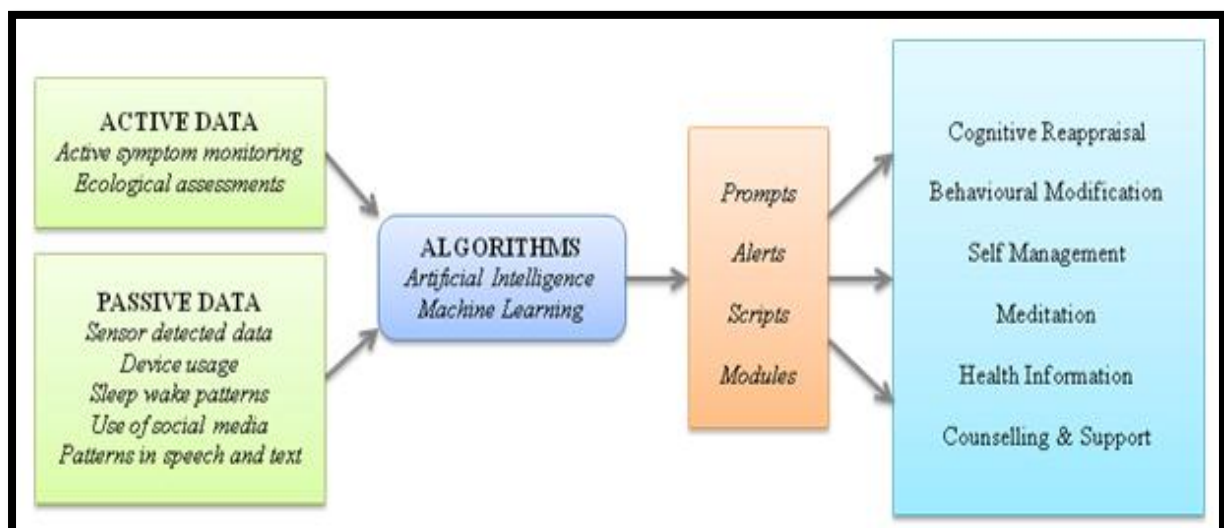 ACTIVE DATA
Active symptom monitoring
Ecological assessments
PASSIVE DATA
Sensor detected data
Device usage
Sleep wake patterns
Use of social media
Patterns in speech and text
ALGORITHMS
Artificial Intelligence
Machine Learning
Prompts
Alerts
Scripts
Modules
Cognitive Reappraisal
Behavioural Modification
Self Management
Meditation
Health Information
Counselling & Support